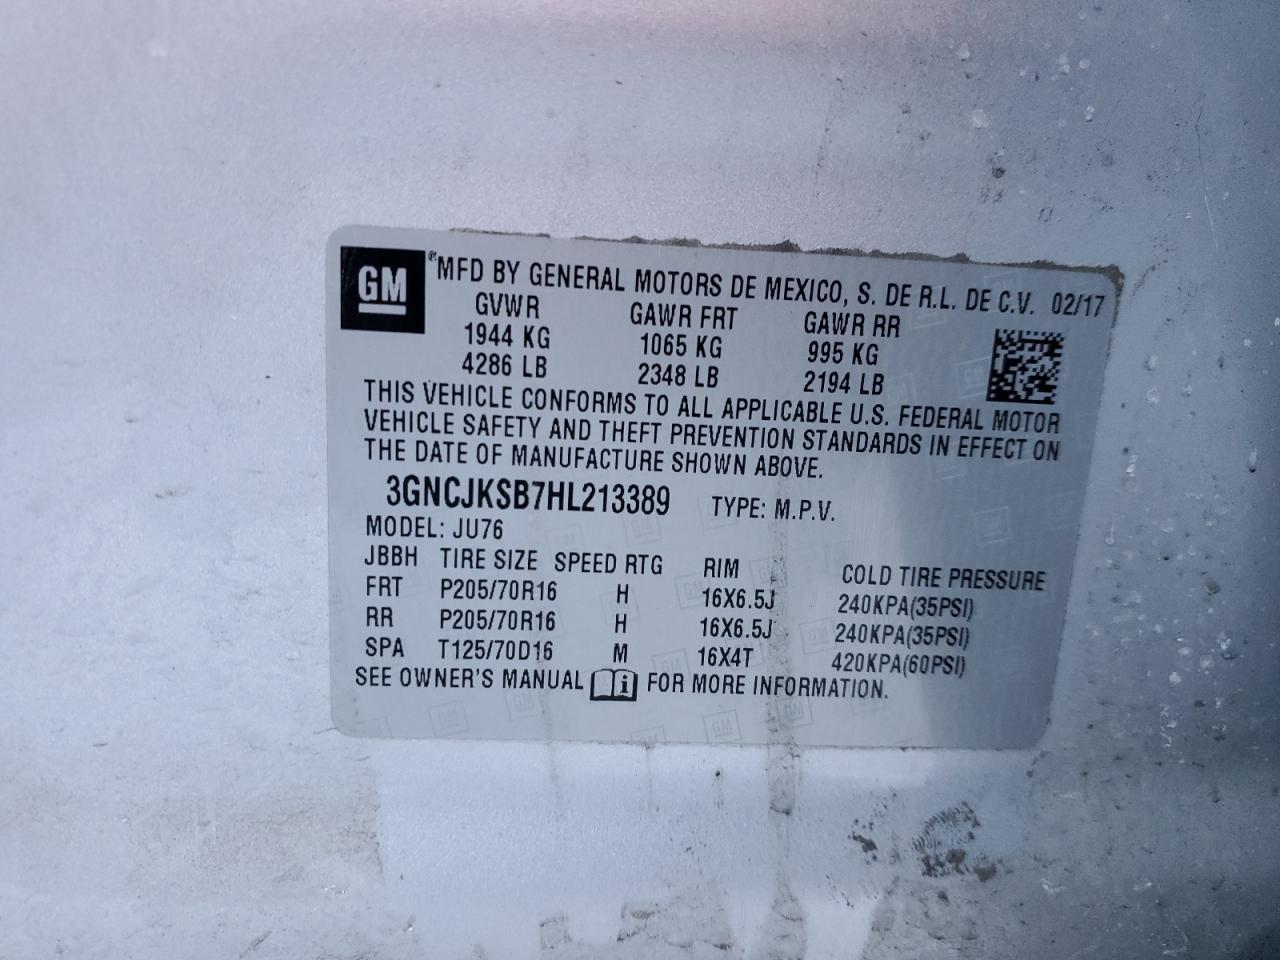 GM ® MFD BY GENERAL MOTORS DE MEXICO, S. DE R.L. DE C.V. 02/17
GVWR GAWR FRT GAWR RR
1944 KG 1065 KG 995 KG
4286 LB 2348 LB 2194 LB
THIS VEHICLE CONFORMS TO ALL APPLICABLE U.S. FEDERAL MOTOR
VEHICLE SAFETY AND THEFT PREVENTION STANDARDS IN EFFECT ON
THE DATE OF MANUFACTURE SHOWN ABOVE.
3GNCJKSB7HL213389 TYPE: M.P.V.
MODEL: JU76
JBBH TIRE SIZE SPEED RTG RIM COLD TIRE PRESSURE
FRT P205/70R16 H 16X6.5J 240KPA(35PSI)
RR P205/70R16 H 16X6.5J 240KPA(35PSI)
SPA T125/70D16 M 16X4T 420KPA(60PSI)
SEE OWNER'S MANUAL i FOR MORE INFORMATION.